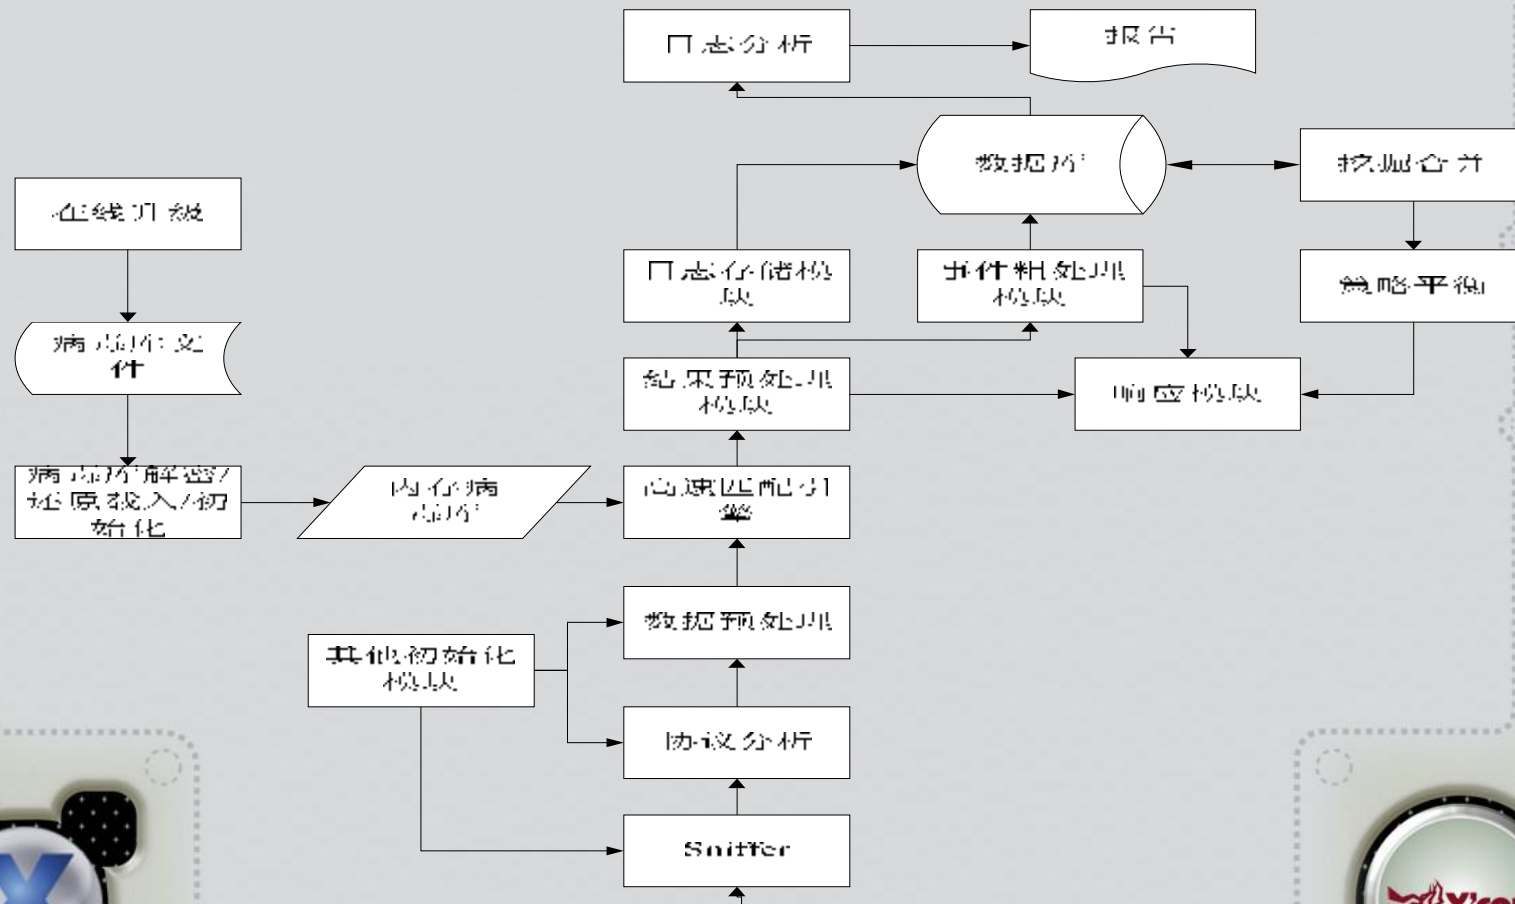 日志分析
报告
数据库
挖掘合并
在线升级
日志存储模
块
事件粗处理
模块
策略平衡
病毒库文
件
结果预处理
模块
响应模块
病毒库解密/
还原载入/初
始化
内存病
毒库
高速匹配引
擎
数据预处理
其他初始化
模块
协议分析
Sniffer
X